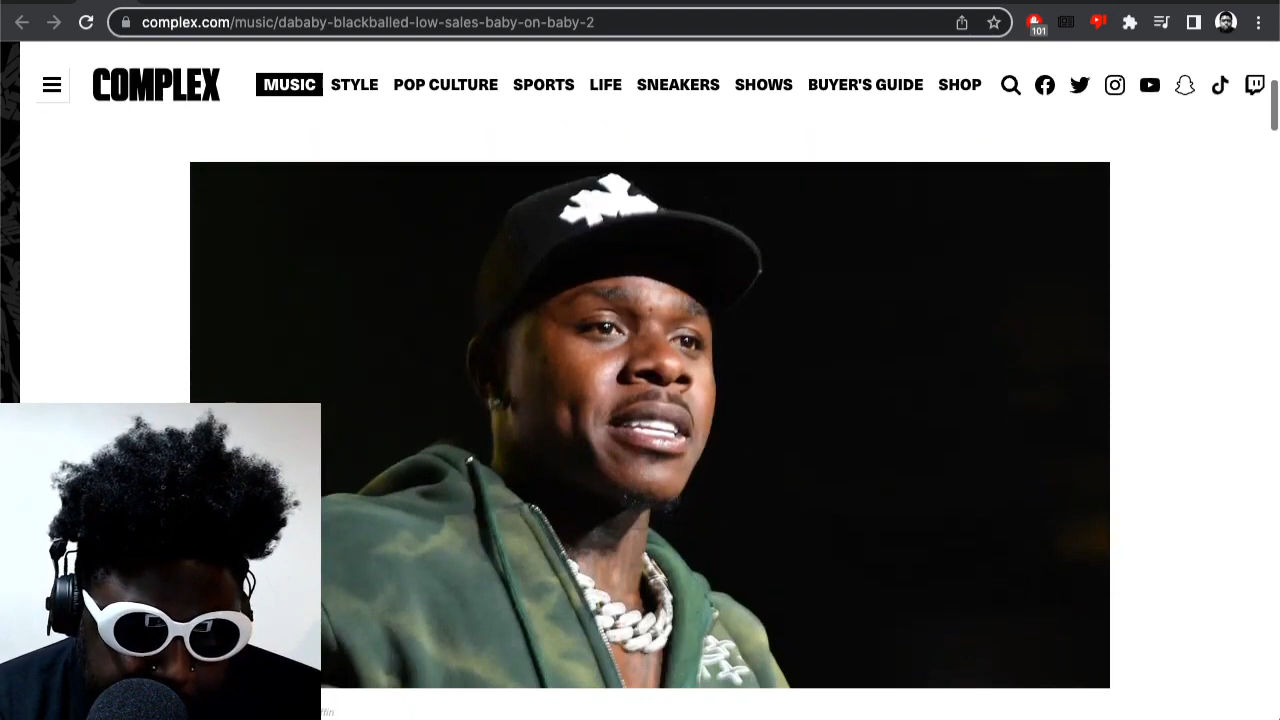 complex.com/music/dababy-blackballed-low-sales-baby-on-baby-2
101
COMPLEX
MUSIC STYLE POP CULTURE SPORTS LIFE SNEAKERS SHOWS BUYER'S GUIDE SHOP